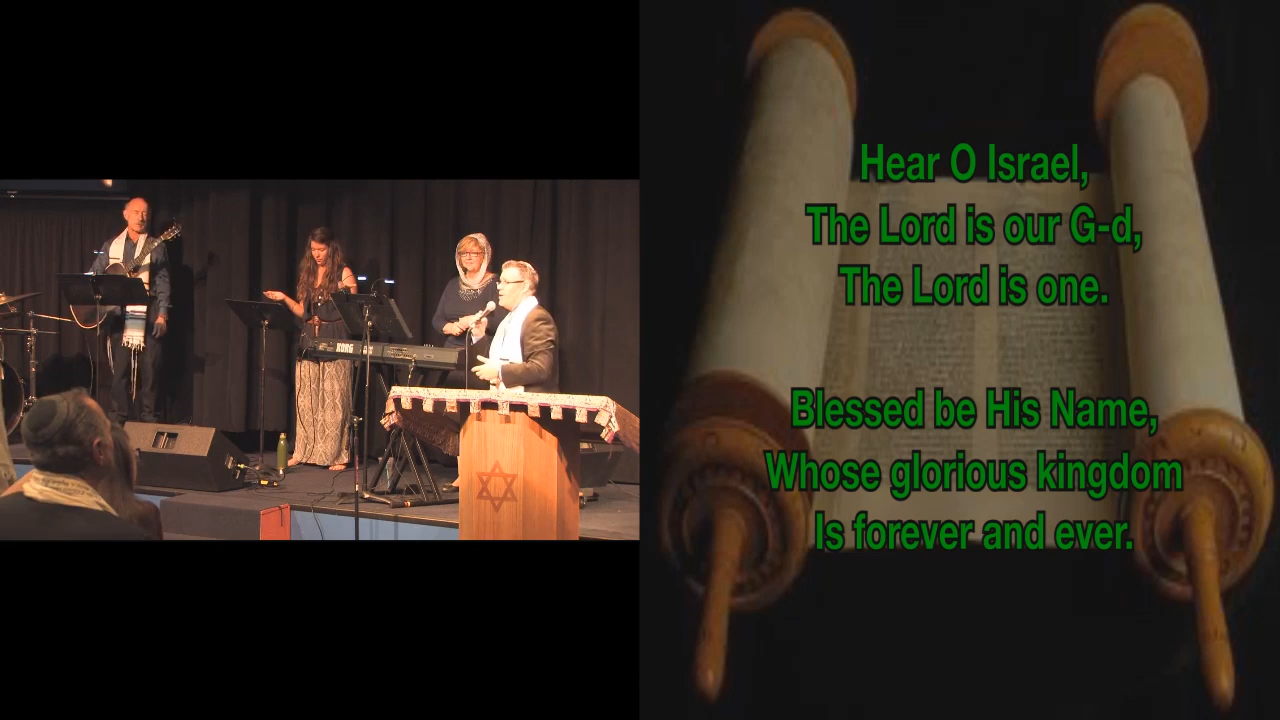 KORG
Hear O Israel,
The Lord is our G-d,
The Lord is one.
Blessed be His Name,
Whose glorious kingdom
Is forever and ever.